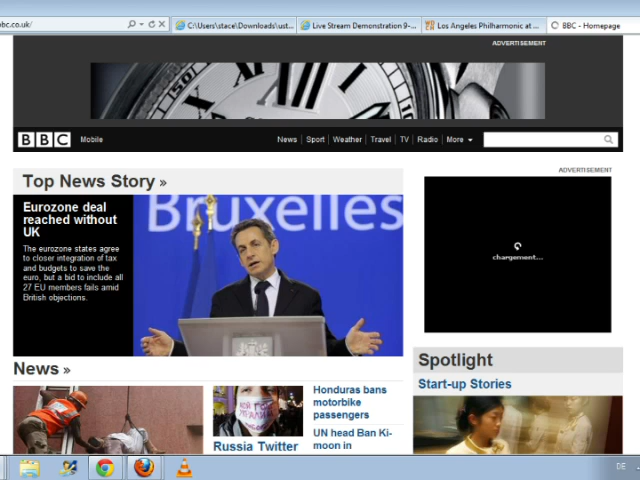 bbc.co.uk/
C:\Users\stace\Downloads\ust...
Live Stream Demonstration 9-...
Los Angeles Philharmonic at ...
BBC - Homepage
ADVERTISEMENT
BBC
Mobile
News
Sport
Weather
Travel
TV
Radio
More
ADVERTISEMENT
Top News Story »
Eurozone deal
reached without
UK
The eurozone states agree
to closer integration of tax
and budgets to save the
euro, but a bid to include all
27 EU members fails amid
British objections.
Bruxelles
chargement...
News »
Honduras bans
motorbike
passengers
UN head Ban Ki-
moon in
Russia Twitter
Spotlight
Start-up Stories
DE